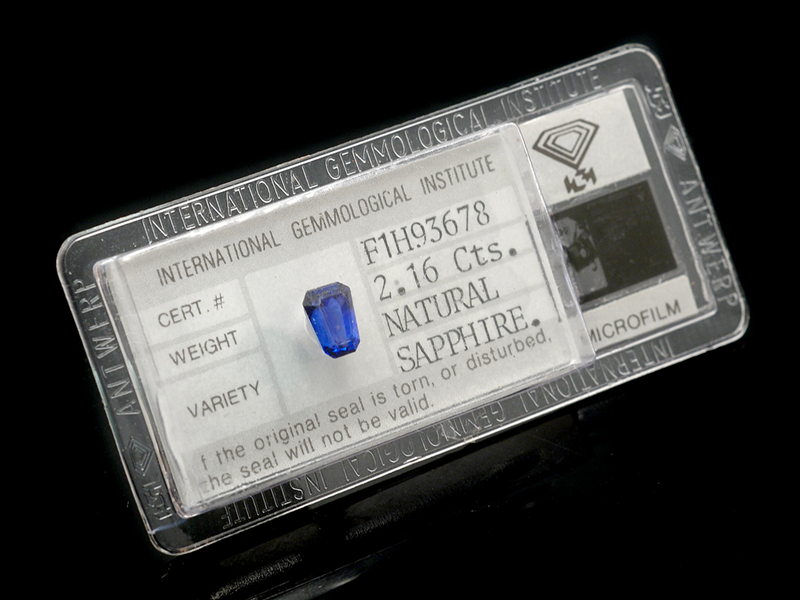 INTERNATIONAL GEMMOLOGICAL INSTITUTE
ANTWERP
INTERNATIONAL GEMMOLOGICAL INSTITUTE
ANTWERP
INTERNATIONAL GEMMOLOGICAL INSTITUTE
CERT.# F1H93678
WEIGHT 2.16 Cts.
VARIETY NATURAL
SAPPHIRE.
f the original seal is torn, or disturbed,
the seal will not be valid.
MICROFILM